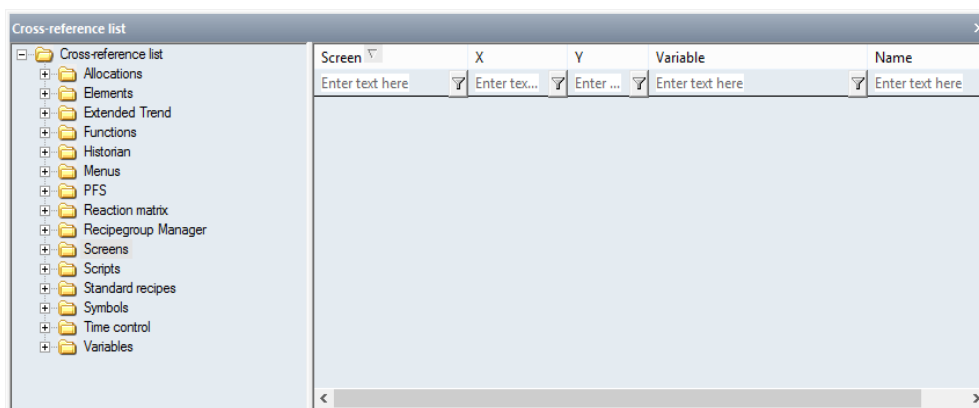 Cross-reference list
Cross-reference list
Allocations
Elements
Extended Trend
Functions
Historian
Menus
PFS
Reaction matrix
Recipegroup Manager
Screens
Scripts
Standard recipes
Symbols
Time control
Variables
Screen X Y Variable Name
Enter text here Enter tex... Enter ... Enter text here Enter text here